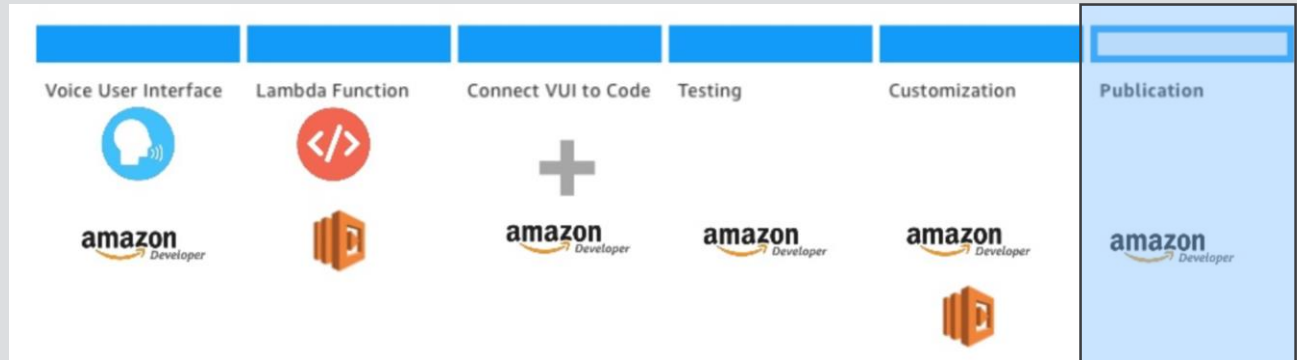 Voice User Interface
Lambda Function
Connect VUI to Code
Testing
Customization
Publication
</>
amazon
Developer
amazon
Developer
amazon
Developer
amazon
Developer
amazon
Developer